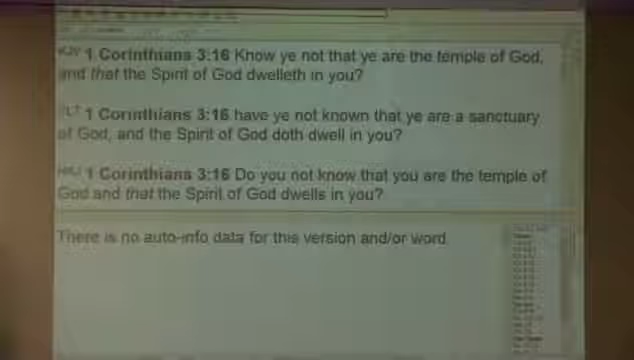 KJV 1 Corinthians 3:16 Know ye not that ye are the temple of God,
and that the Spirit of God dwelleth in you?
YLT 1 Corinthians 3:16 have ye not known that ye are a sanctuary
of God, and the Spirit of God doth dwell in you?
NKJ 1 Corinthians 3:16 Do you not know that you are the temple of
God and that the Spirit of God dwells in you?
There is no auto-info data for this version and/or word